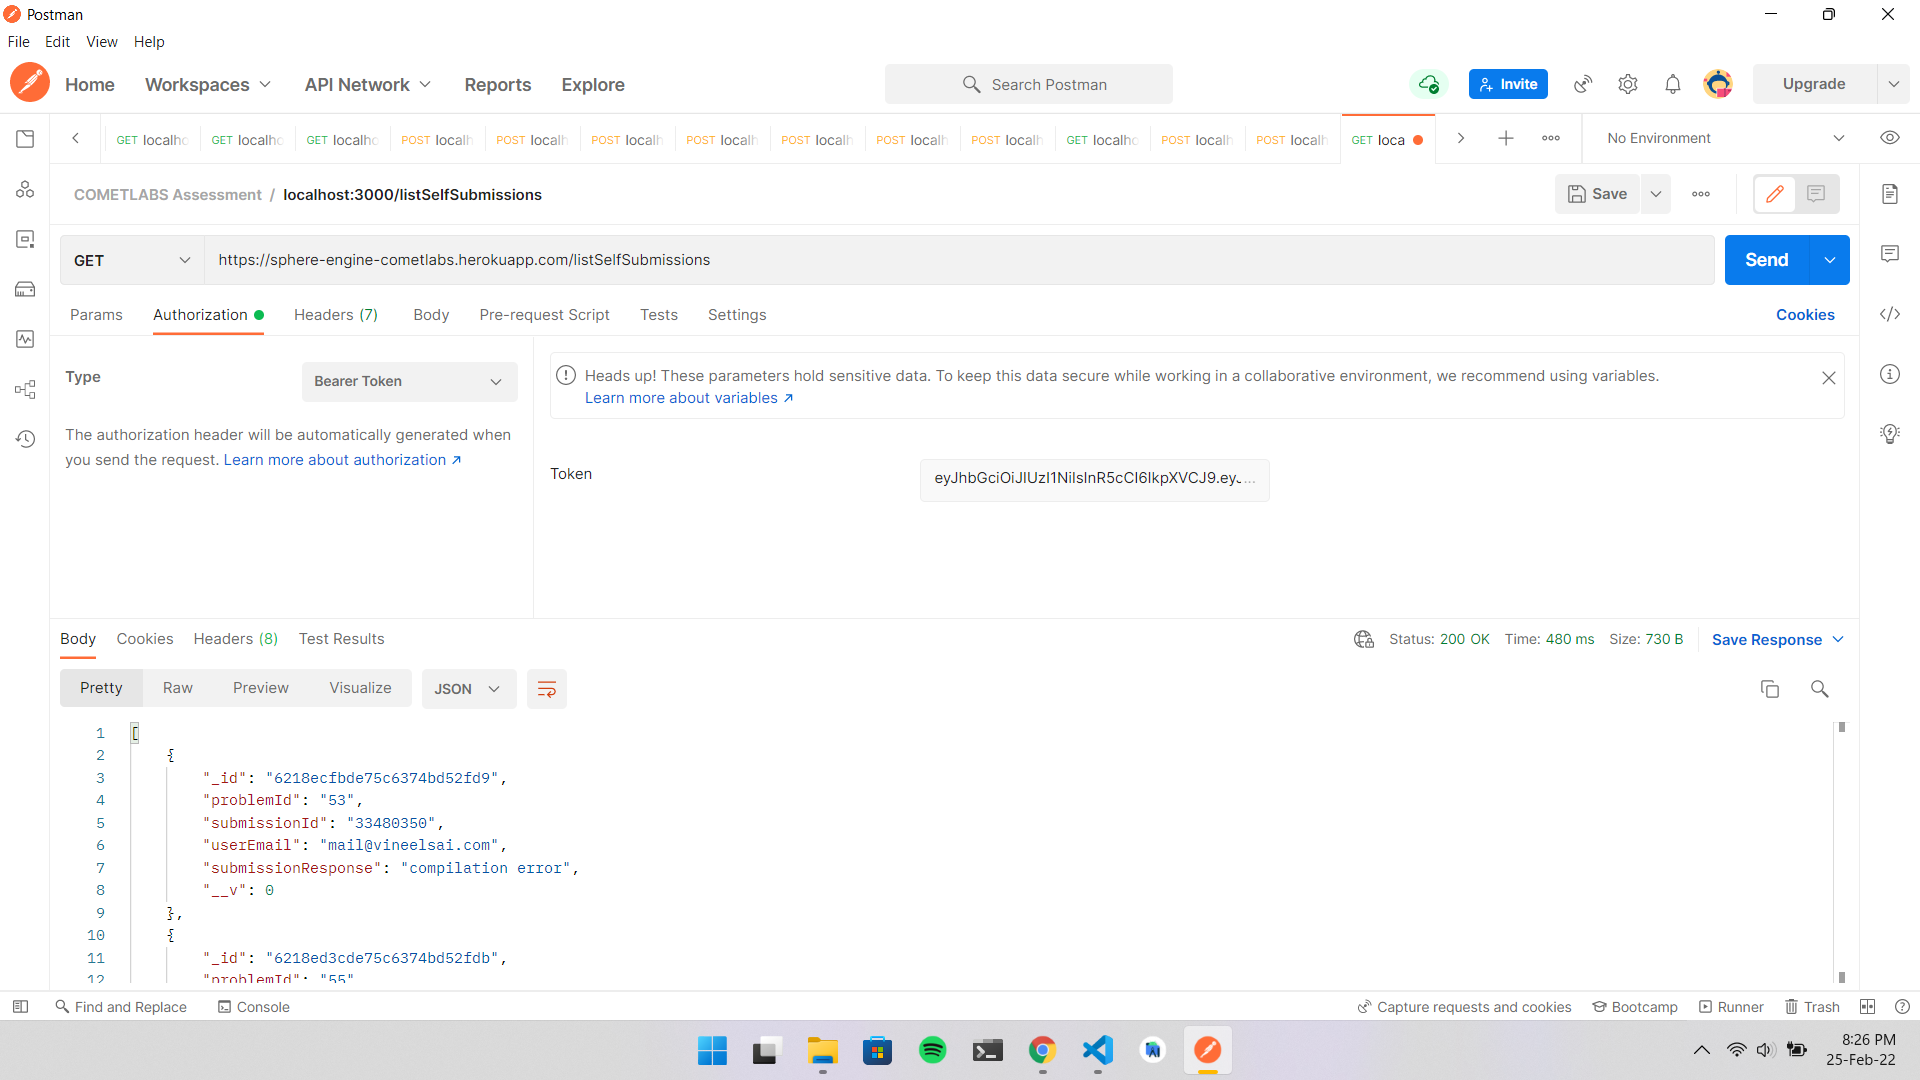 Postman
File Edit View Help
Home Workspaces API Network Reports Explore Search Postman Invite Upgrade
GET localho GET localho GET localho POST localh POST localh POST localh POST localh POST localh POST localh POST localh GET localho POST localh POST localh GET loca No Environment
COMETLABS Assessment / localhost:3000/listSelfSubmissions Save
GET https://sphere-engine-cometlabs.herokuapp.com/listSelfSubmissions Send
Params Authorization Headers (7) Body Pre-request Script Tests Settings Cookies
Type Bearer Token
Heads up! These parameters hold sensitive data. To keep this data secure while working in a collaborative environment, we recommend using variables.
Learn more about variables ↗
The authorization header will be automatically generated when
you send the request. Learn more about authorization ↗
Token eyJhbGciOiJIUzI1NiIsInR5cCI6IkpXVCJ9.eyJ...
Body Cookies Headers (8) Test Results Status: 200 OK Time: 480 ms Size: 730 B Save Response
Pretty Raw Preview Visualize JSON
1 [
2 {
3 "_id": "6218ecfbde75c6374bd52fd9",
4 "problemId": "53",
5 "submissionId": "33480350",
6 "userEmail": "mail@vineelsai.com",
7 "submissionResponse": "compilation error",
8 "__v": 0
9 },
10 {
11 "_id": "6218ed3cde75c6374bd52fdb",
12 "problemId": "55"
Find and Replace Console Capture requests and cookies Bootcamp Runner Trash
8:26 PM
25-Feb-22